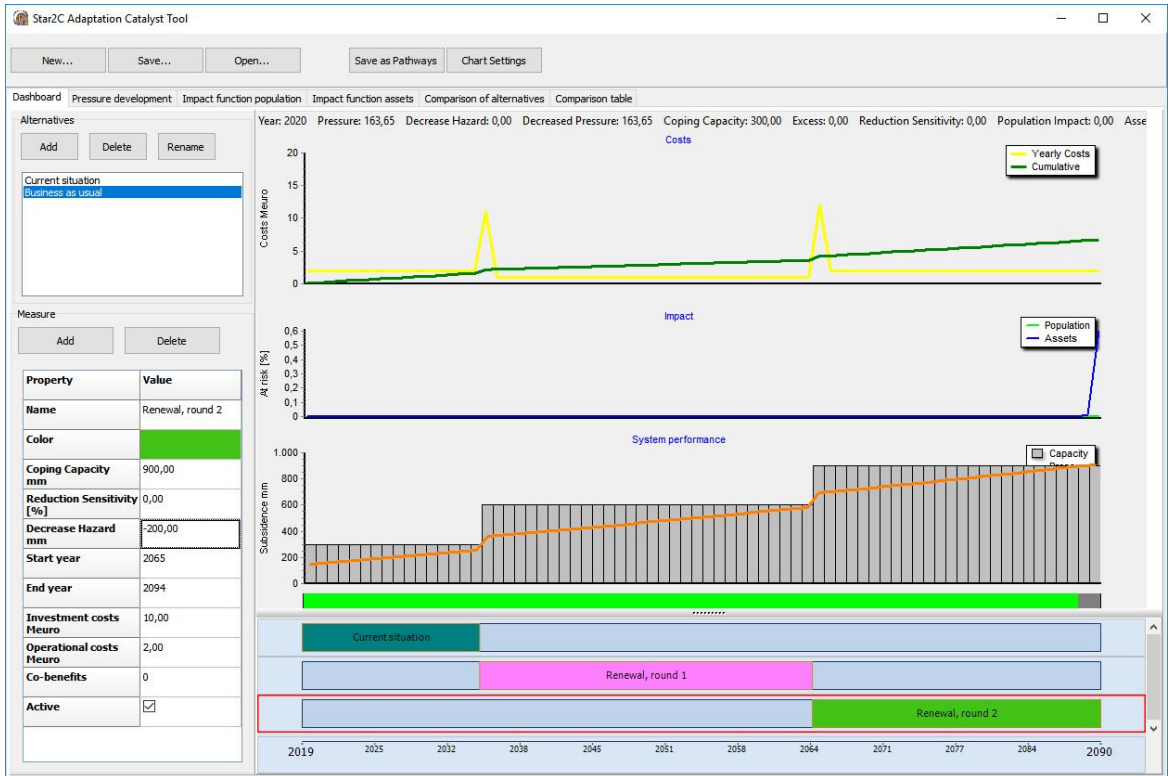 Star2C Adaptation Catalyst Tool
New... Save... Open... Save as Pathways Chart Settings
Dashboard Pressure development Impact function population Impact function assets Comparison of alternatives Comparison table
Alternatives
Add Delete Rename
Current situation
Business as usual
Measure
Add Delete
Property Value
Name Renewal, round 2
Color
Coping Capacity mm 900,00
Reduction Sensitivity [%] 0,00
Decrease Hazard mm -200,00
Start year 2065
End year 2094
Investment costs Meuro 10,00
Operational costs Meuro 2,00
Co-benefits 0
Active
Year: 2020 Pressure: 163,65 Decrease Hazard: 0,00 Decreased Pressure: 163,65 Coping Capacity: 300,00 Excess: 0,00 Reduction Sensitivity: 0,00 Population Impact: 0,00 Asse
Costs
Costs Meuro
20
15
10
5
0
Yearly Costs
Cumulative
Impact
At risk [%]
0,6
0,5
0,4
0,3
0,2
0,1
0
Population
Assets
System performance
Subsidence mm
1.000
800
600
400
200
0
Capacity
Current situation
Renewal, round 1
Renewal, round 2
2019 2025 2032 2038 2045 2051 2058 2064 2071 2077 2084 2090